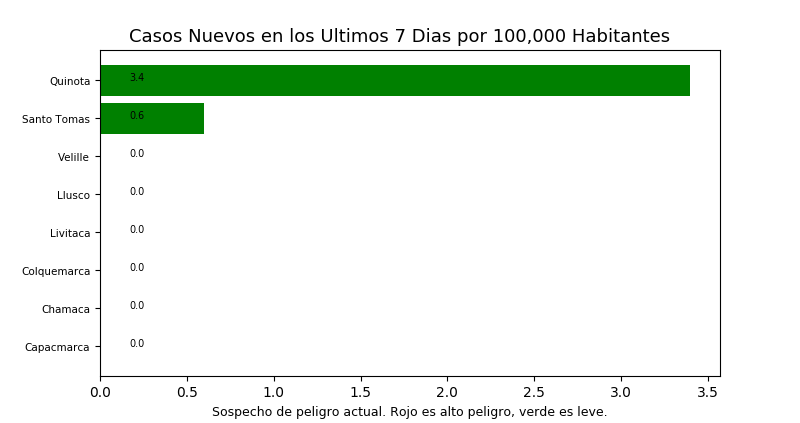 Casos Nuevos en los Ultimos 7 Dias por 100,000 Habitantes
Quinota 3.4
Santo Tomas 0.6
Velille 0.0
Llusco 0.0
Livitaca 0.0
Colquemarca 0.0
Chamaca 0.0
Capacmarca 0.0
0.0 0.5 1.0 1.5 2.0 2.5 3.0 3.5
Sospecho de peligro actual. Rojo es alto peligro, verde es leve.